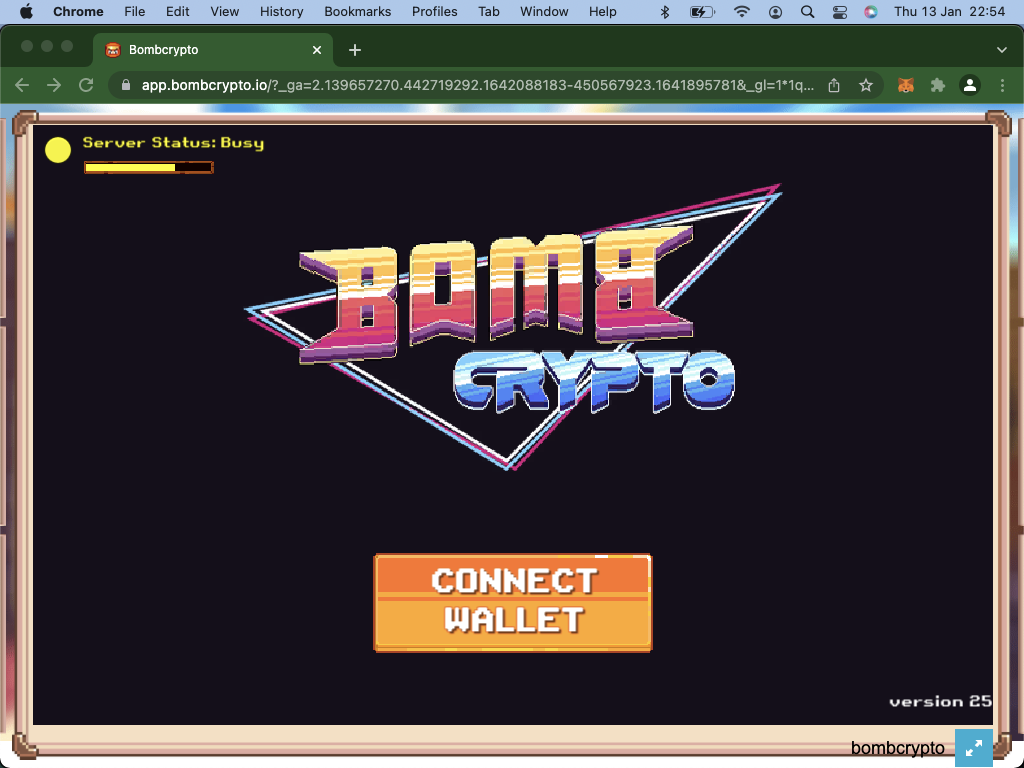 Chrome File Edit View History Bookmarks Profiles Tab Window Help Thu 13 Jan 22:54
Bombcrypto
app.bombcrypto.io/?_ga=2.139657270.442719292.1642088183-450567923.1641895781&_gl=1*1q...
Server Status: Busy
BOMB
CRYPTO
CONNECT
WALLET
version 25
bombcrypto